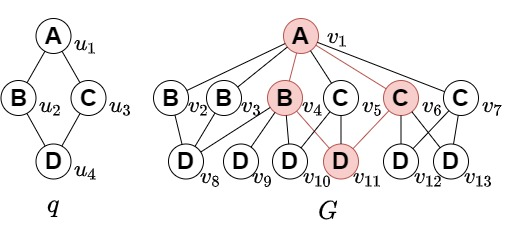 A u₁ A v₁
B u₂ C u₃ B v₂ B v₃ B v₄ C v₅ C v₆ C v₇
D u₄ D v₈ D v₉ D v₁₀ D v₁₁ D v₁₂ D v₁₃
q G